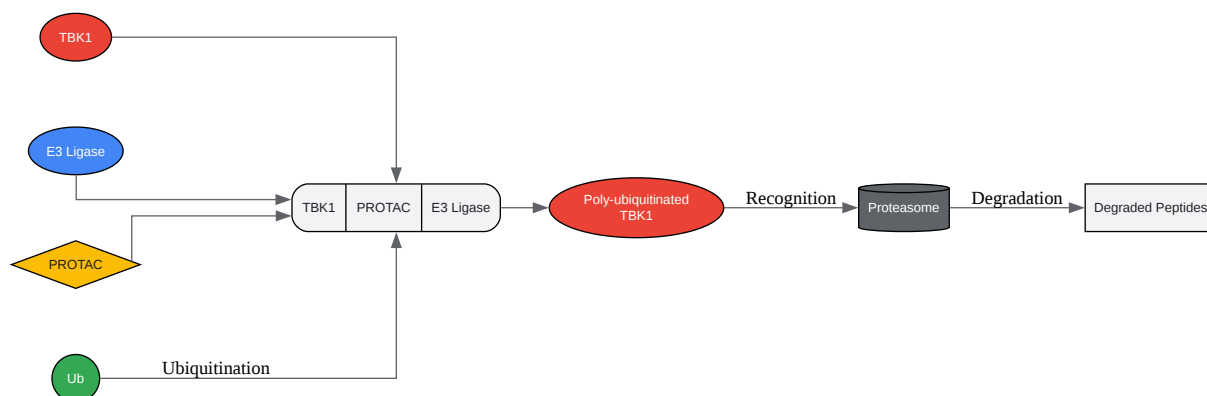 TBK1
E3 Ligase
PROTAC
Ub
Ubiquitination
TBK1
PROTAC
E3 Ligase
Poly-ubiquitinated
TBK1
Recognition
Proteasome
Degradation
Degraded Peptides